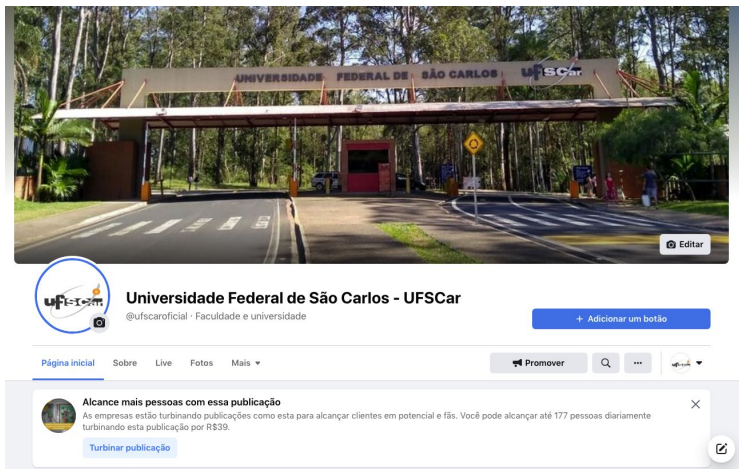 UNIVERSIDADE FEDERAL DE SÃO CARLOS ufscar
Editar
ufscar
Universidade Federal de São Carlos - UFSCar
@ufscaroficial · Faculdade e universidade
+ Adicionar um botão
Página inicial Sobre Live Fotos Mais Promover
Alcance mais pessoas com essa publicação
As empresas estão turbinando publicações como esta para alcançar clientes em potencial e fãs. Você pode alcançar até 177 pessoas diariamente
turbinando esta publicação por R$39.
Turbinar publicação